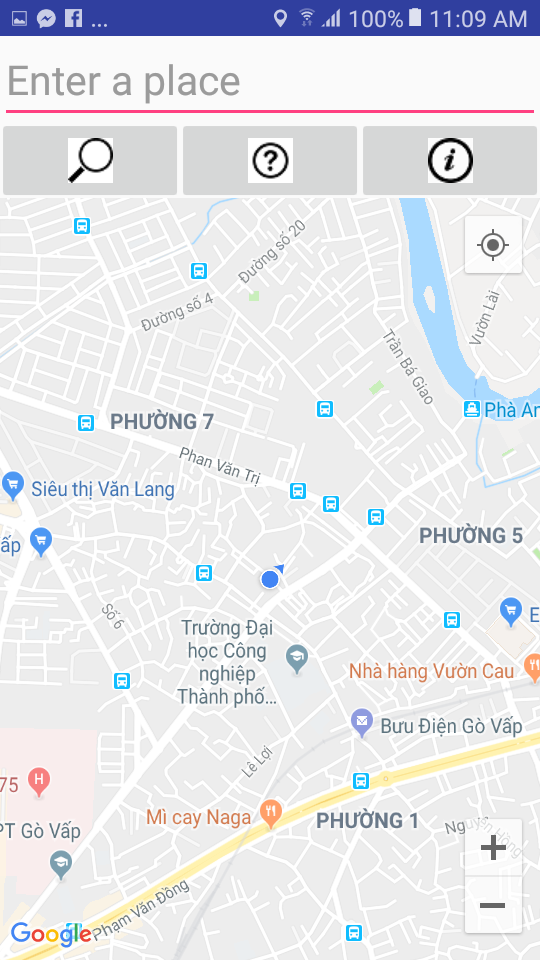 ... 100% 11:09 AM
Enter a place
Đường số 20
Đường số 4
Vườn Lài
Trần Bá Giao
Phà An
PHƯỜNG 7
Phan Văn Trị
Siêu thị Văn Lang
PHƯỜNG 5
ấp
Số 6
E
Trường Đại
học Công
nghiệp
Thành phố...
Nhà hàng Vườn Cau
Bưu Điện Gò Vấp
Lê Lợi
75
H
Mì cay Naga
PHƯỜNG 1
PT Gò Vấp
Phạm Văn Đồng
Google